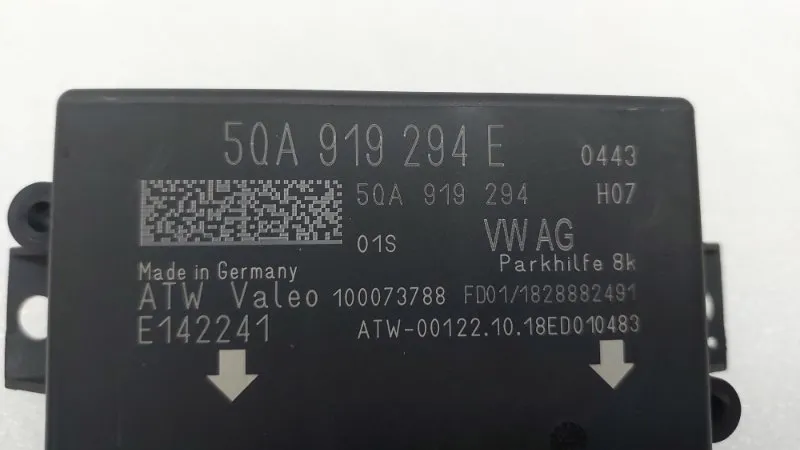 5QA 919 294 E 0443
5QA 919 294 H07
01S VW AG
Parkhilfe 8k
Made in Germany
ATW Valeo 100073788 FD01/1828882491
E142241 ATW-00122.10.18ED010483